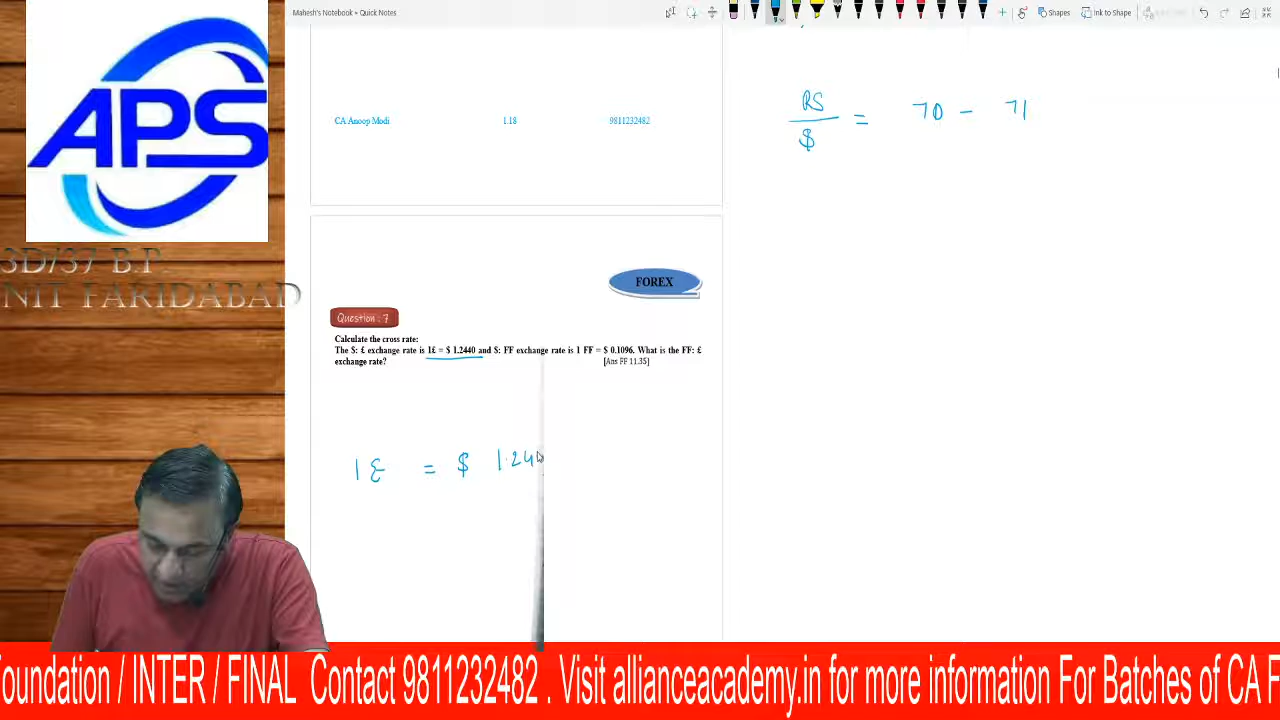 Mahesh's Notebook » Quick Notes
Shapes
Ink to Shape
APS
3D/37 B.P.
NIT FARIDABAD
CA Anoop Modi 1.18 9811232482
RS
$ = 70 - 71
FOREX
Question : 7
Calculate the cross rate:
The $: £ exchange rate is 1£ = $ 1.2440 and $: FF exchange rate is 1 FF = $ 0.1096. What is the FF: £
exchange rate? [Ans FF 11.35]
1 £ = $ 1.244
Foundation / INTER / FINAL Contact 9811232482 . Visit allianceacademy.in for more information For Batches of CA F